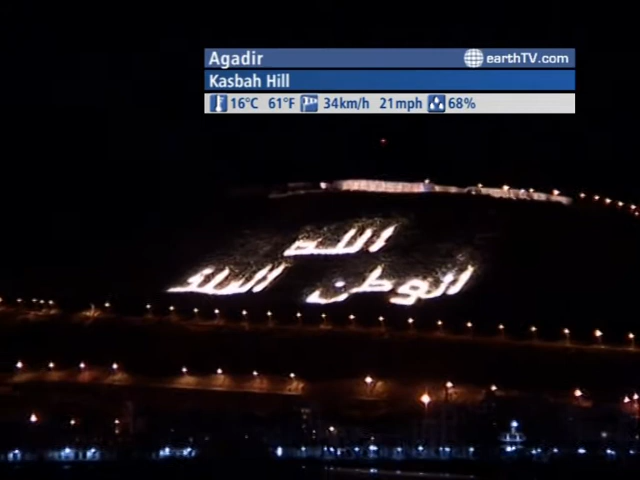 Agadir
earthTV.com
Kasbah Hill
16°C 61°F 34km/h 21mph 68%
الله
الوطن الملك